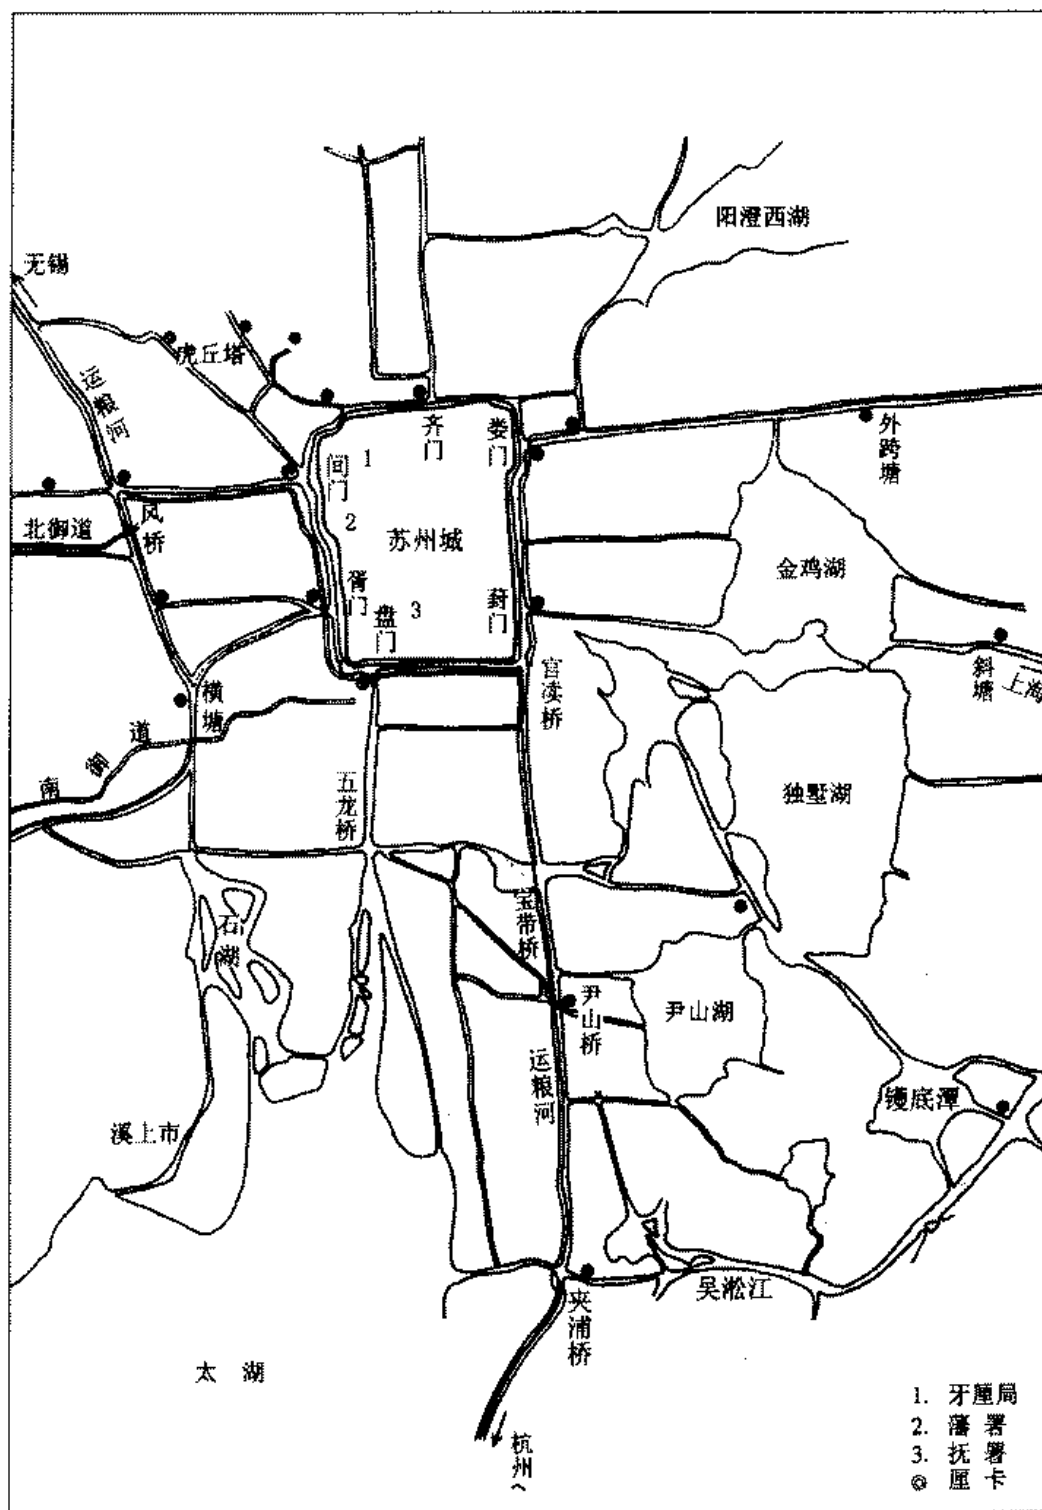 阳澄西湖
无锡
虎丘塔
运粮河
齐门
娄门
外跨塘
1
阊门
2
苏州城
北御道
枫桥
金鸡湖
胥门
盘门
3
葑门
斜塘
上海
官渎桥
横塘
南御道
五龙桥
独墅湖
宝带桥
石湖
尹山桥
尹山湖
运粮河
镬底潭
溪上市
吴淞江
夹浦桥
太湖
杭州へ
1. 牙厘局
2. 藩署
3. 抚署
◎ 厘卡